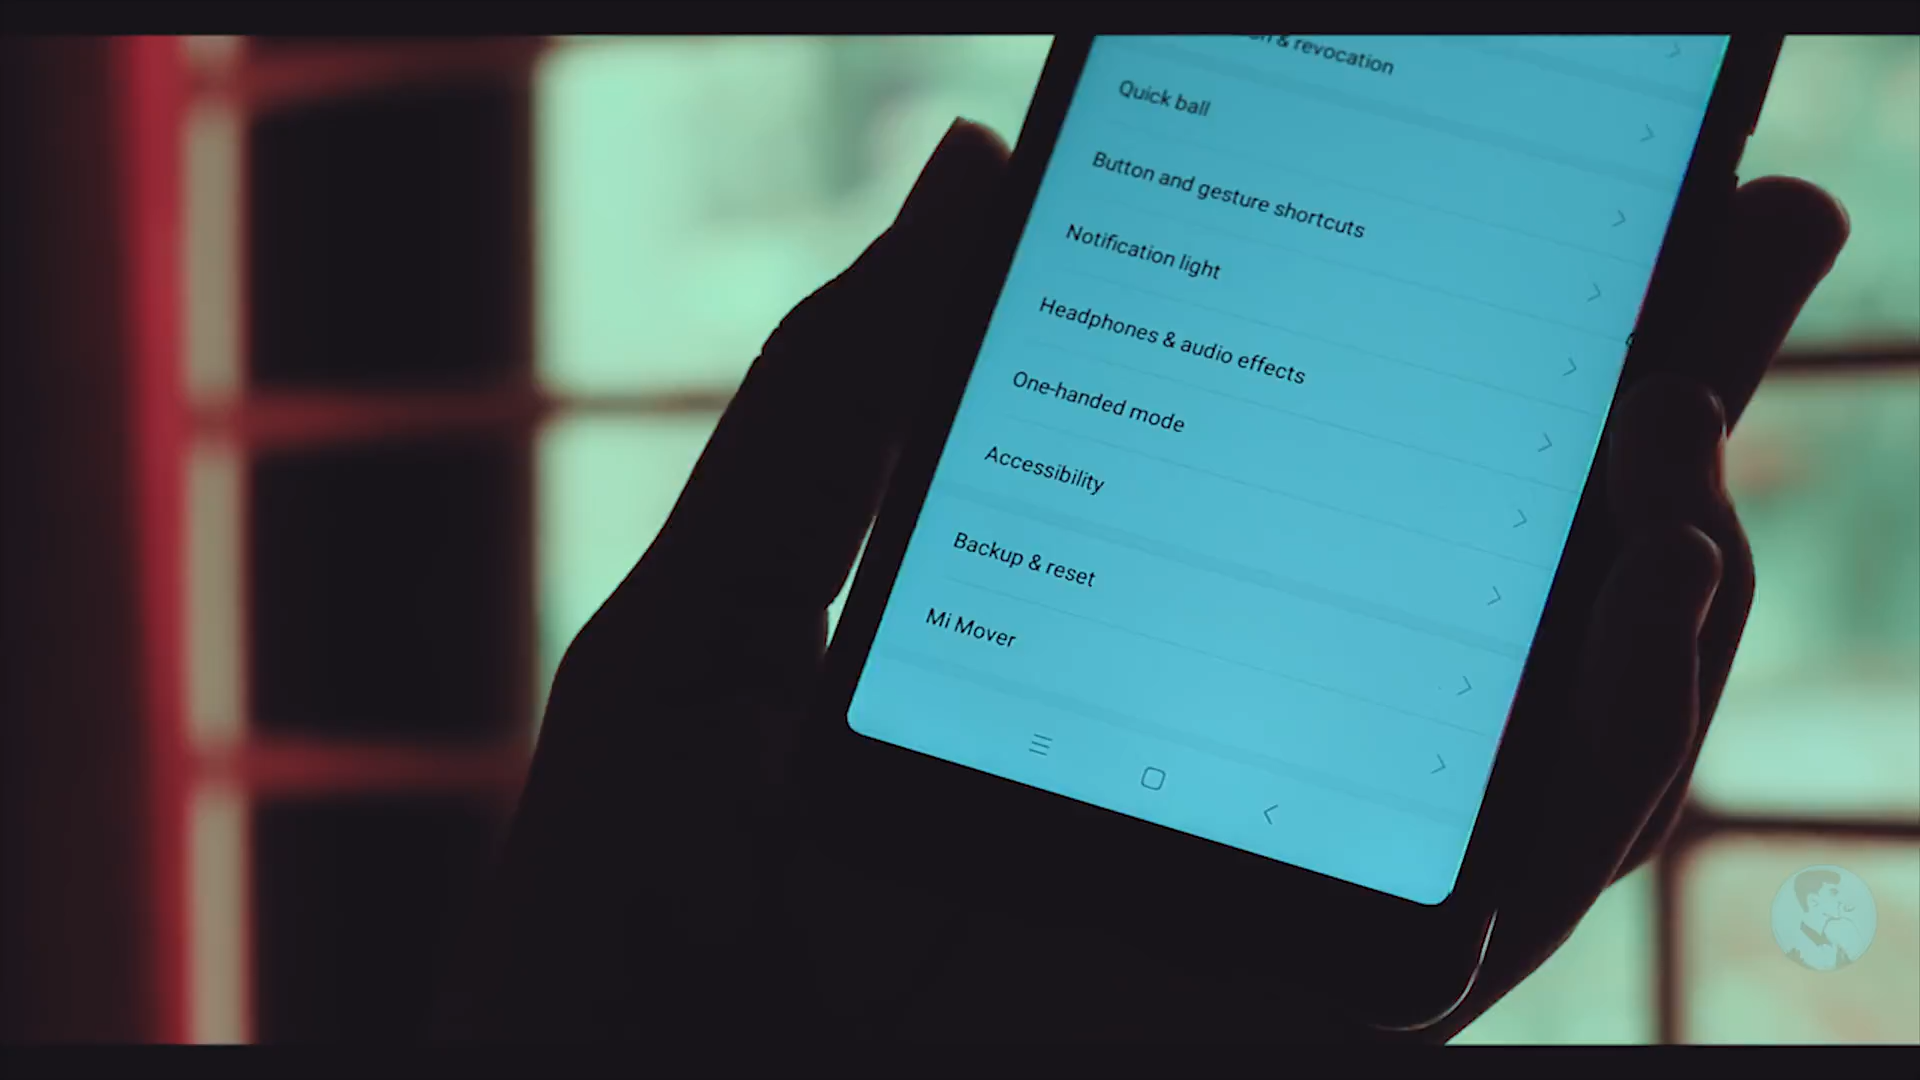 & revocation
Quick ball
Button and gesture shortcuts
Notification light
Headphones & audio effects
One-handed mode
Accessibility
Backup & reset
Mi Mover